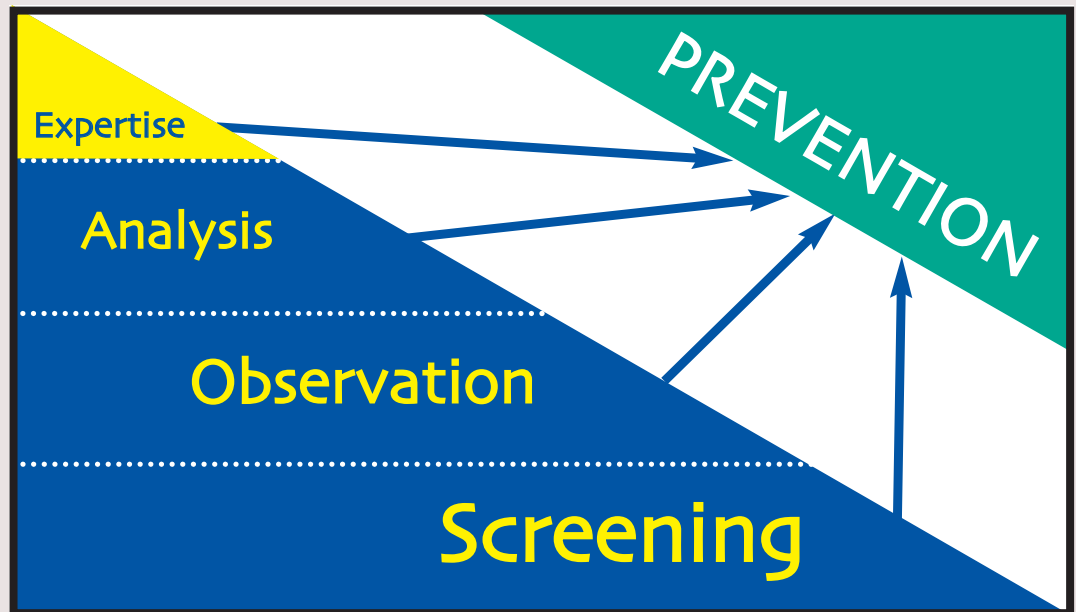 PREVENTION
Expertise
Analysis
Observation
Screening